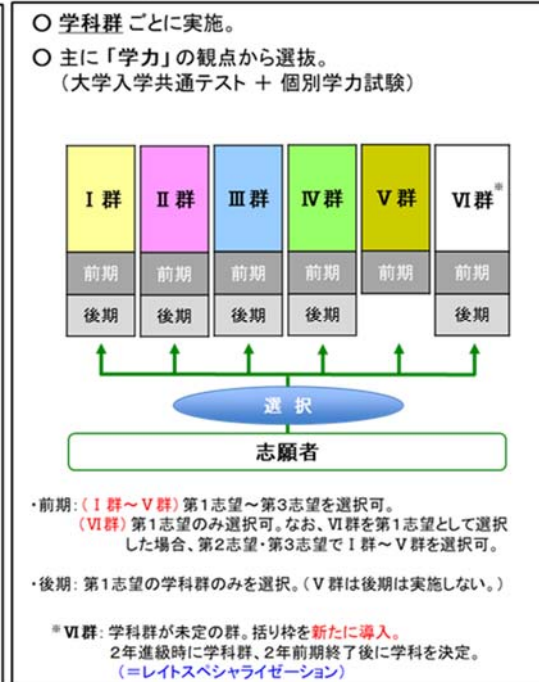 ○ 学科群 ごとに実施。
○ 主に「学力」の観点から選抜。
（大学入学共通テスト ＋ 個別学力試験）
Ⅰ群 Ⅱ群 Ⅲ群 Ⅳ群 Ⅴ群 Ⅵ群※
前期 前期 前期 前期 前期 前期
後期 後期 後期 後期 後期
選 択
志願者
・前期：（Ⅰ群～Ⅴ群）第1志望～第3志望を選択可。
（Ⅵ群）第1志望のみ選択可。なお、Ⅵ群を第1志望として選択
した場合、第2志望・第3志望でⅠ群～Ⅴ群を選択可。
・後期：第1志望の学科群のみを選択。（Ⅴ群は後期は実施しない。）
※Ⅵ群：学科群が未定の群。括り枠を新たに導入。
2年進級時に学科群、2年前期終了後に学科を決定。
（＝レイトスペシャライゼーション）